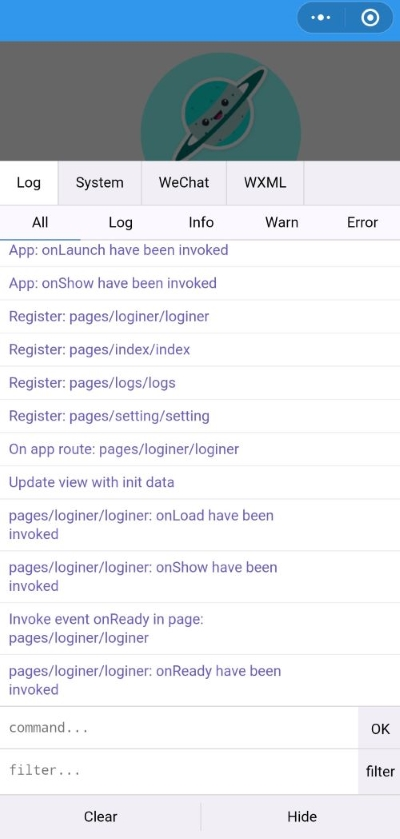 Log System WeChat WXML
All Log Info Warn Error
App: onLaunch have been invoked
App: onShow have been invoked
Register: pages/loginer/loginer
Register: pages/index/index
Register: pages/logs/logs
Register: pages/setting/setting
On app route: pages/loginer/loginer
Update view with init data
pages/loginer/loginer: onLoad have been
invoked
pages/loginer/loginer: onShow have been
invoked
Invoke event onReady in page:
pages/loginer/loginer
pages/loginer/loginer: onReady have been
invoked
command... OK
filter... filter
Clear Hide